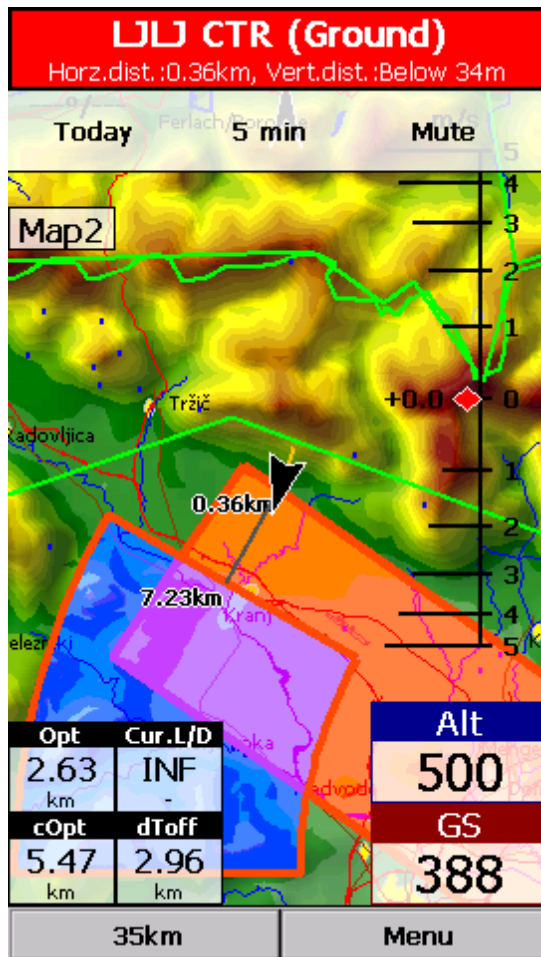 LJLJ CTR (Ground)
Horz.dist.:0.36km, Vert.dist.:Below 34m
Today 5 min Mute
5
4
Map2
3
2
1
+0.0 0
Tržič
1
0.36km
2
3
7.23km
Kranj
4
5
Opt Cur.L/D
2.63 INF
km -
cOpt dToff
5.47 2.96
km km
Alt
500
GS
388
35km Menu